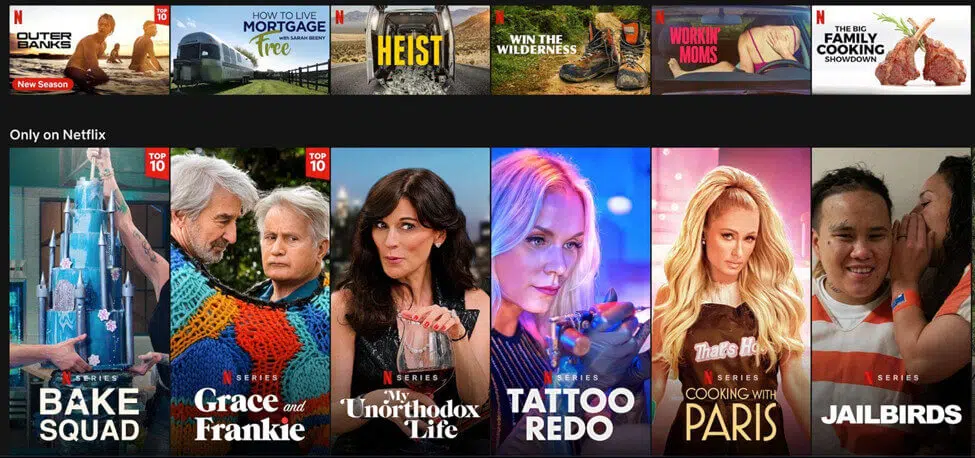 N
TOP
10
OUTER
BANKS
New Season
HOW TO LIVE
MORTGAGE
Free
with SARAH BEENY
N
HEIST
N
WIN THE
WILDERNESS
N
WORKIN'
MOMS
N
THE BIG
FAMILY
COOKING
SHOWDOWN
Only on Netflix
TOP
10
N SERIES
BAKE
SQUAD
TOP
10
N SERIES
Grace and
Frankie
N SERIES
My
Unorthodox
Life
N SERIES
TATTOO
REDO
That's Ho
N SERIES
COOKING WITH
PARIS
N SERIES
JAILBIRDS